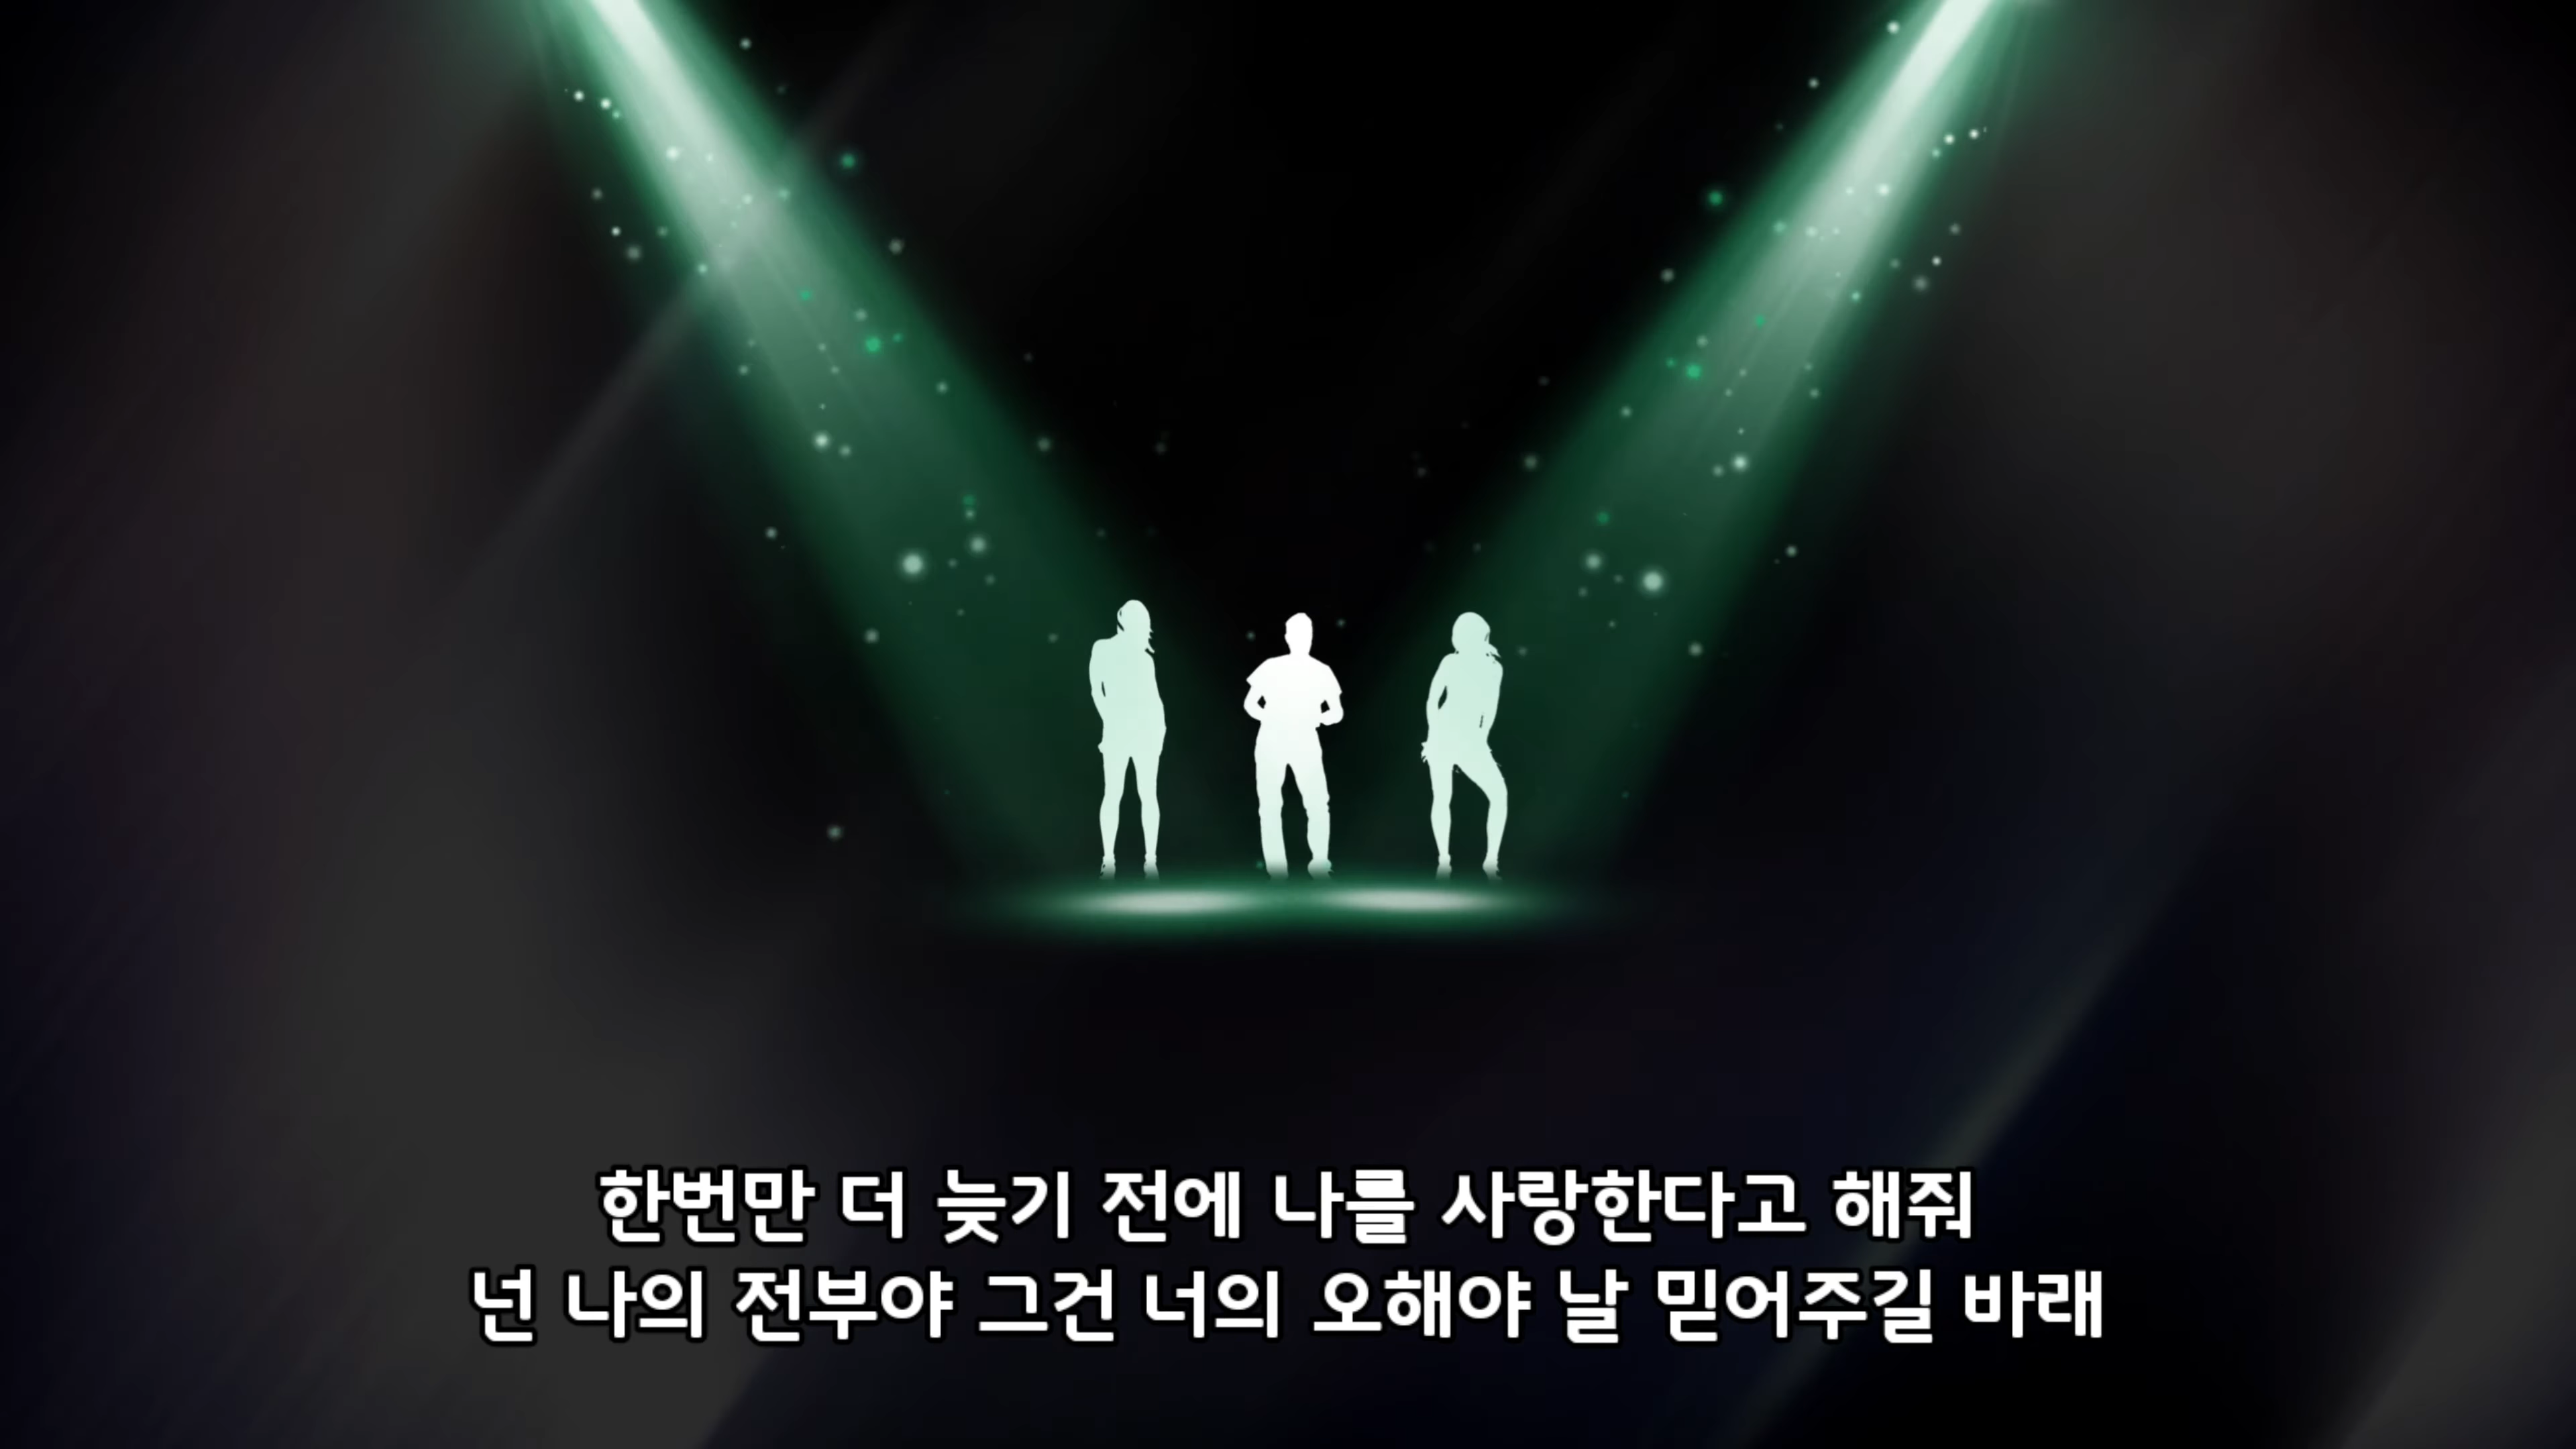 한번만 더 늦기 전에 나를 사랑한다고 해줘
넌 나의 전부야 그건 너의 오해야 날 믿어주길 바래